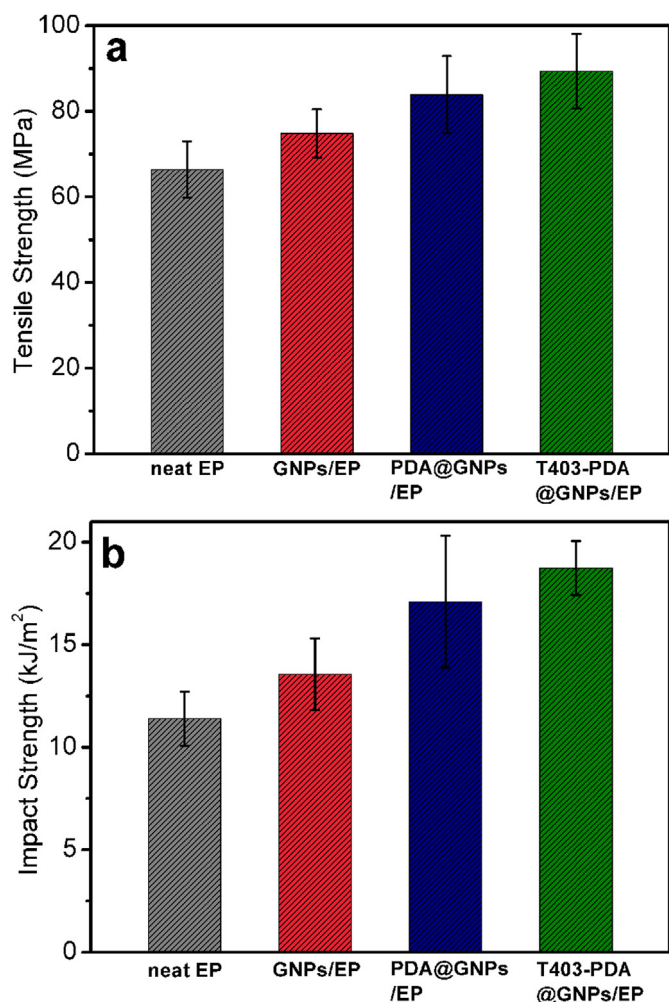 a
Tensile Strength (MPa)
100
80
60
40
20
0
neat EP
GNPs/EP
PDA@GNPs
/EP
T403-PDA
@GNPs/EP
b
Impact Strength (kJ/m²)
20
15
10
5
0
neat EP
GNPs/EP
PDA@GNPs
/EP
T403-PDA
@GNPs/EP